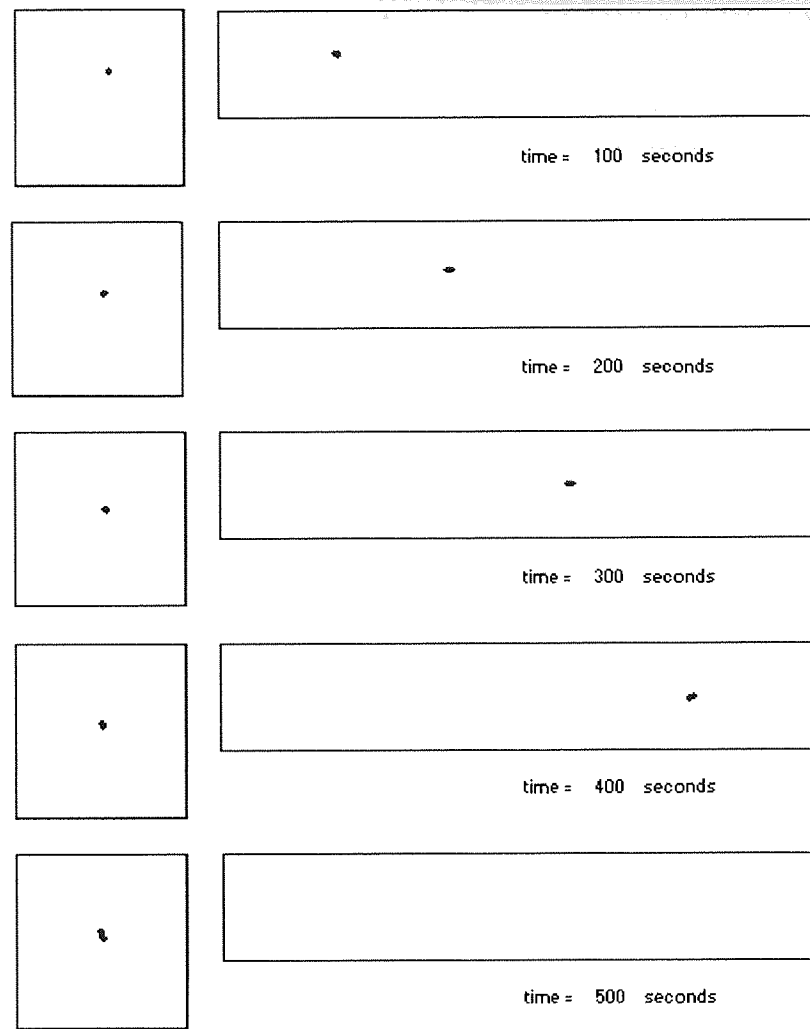 time = 100 seconds
time = 200 seconds
time = 300 seconds
time = 400 seconds
time = 500 seconds